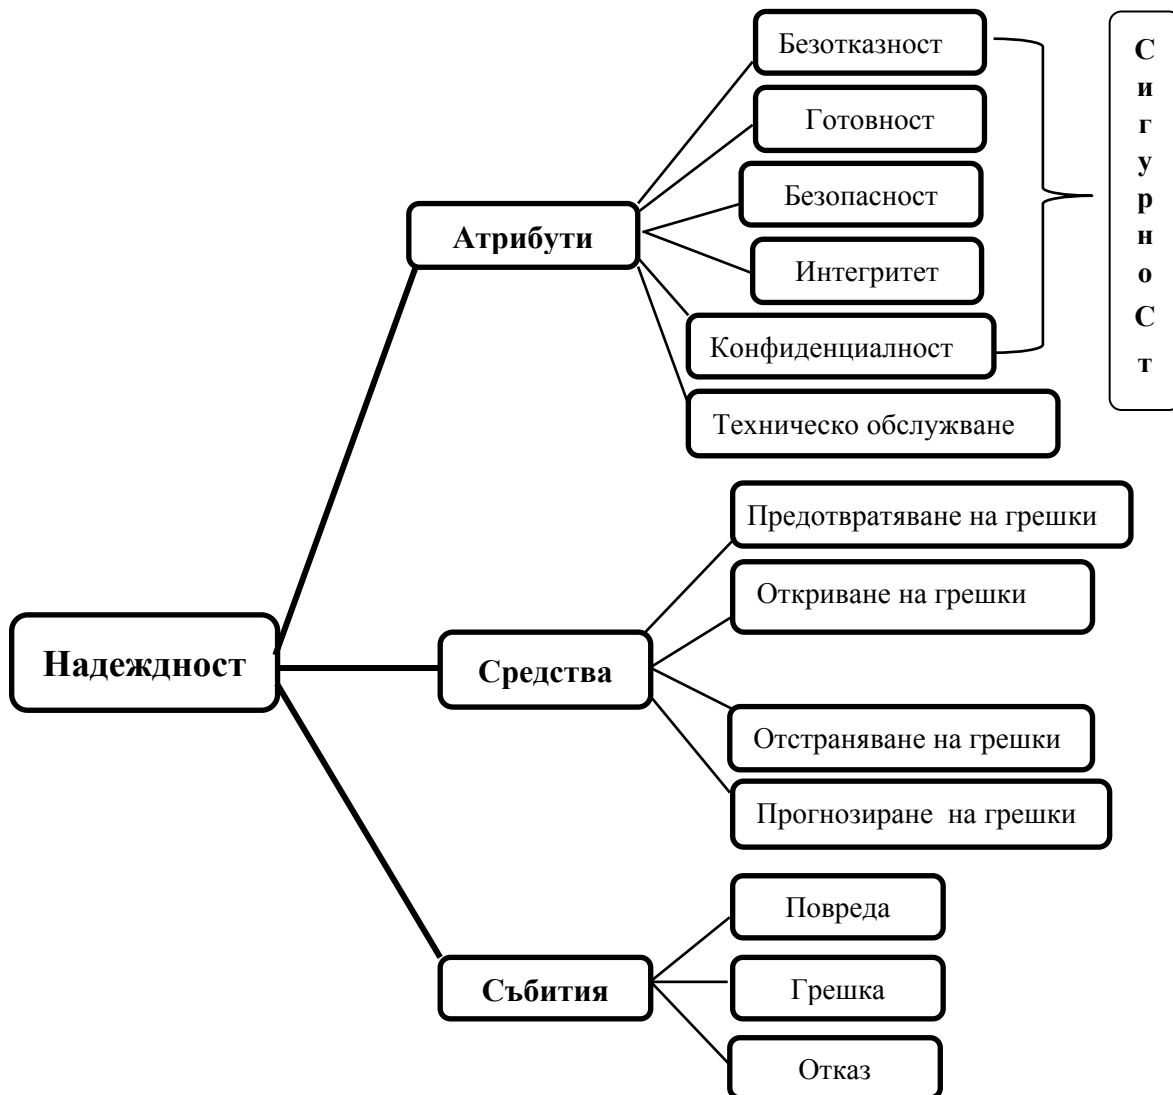 Безотказност
Готовност
Безопасност
Атрибути
Интегритет
Конфиденциалност
Техническо обслужване
СигурноСт
Предотвратяване на грешки
Откриване на грешки
Надеждност
Средства
Отстраняване на грешки
Прогнозиране на грешки
Повреда
Събития
Грешка
Отказ